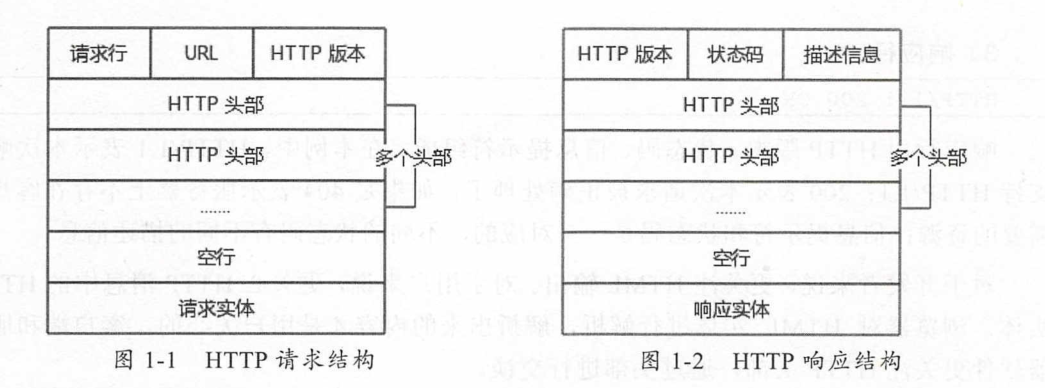 请求行 URL HTTP 版本
HTTP 头部
HTTP 头部
......
空行
请求实体
多个头部
图 1-1 HTTP 请求结构
HTTP 版本 状态码 描述信息
HTTP 头部
HTTP 头部
......
空行
响应实体
多个头部
图 1-2 HTTP 响应结构